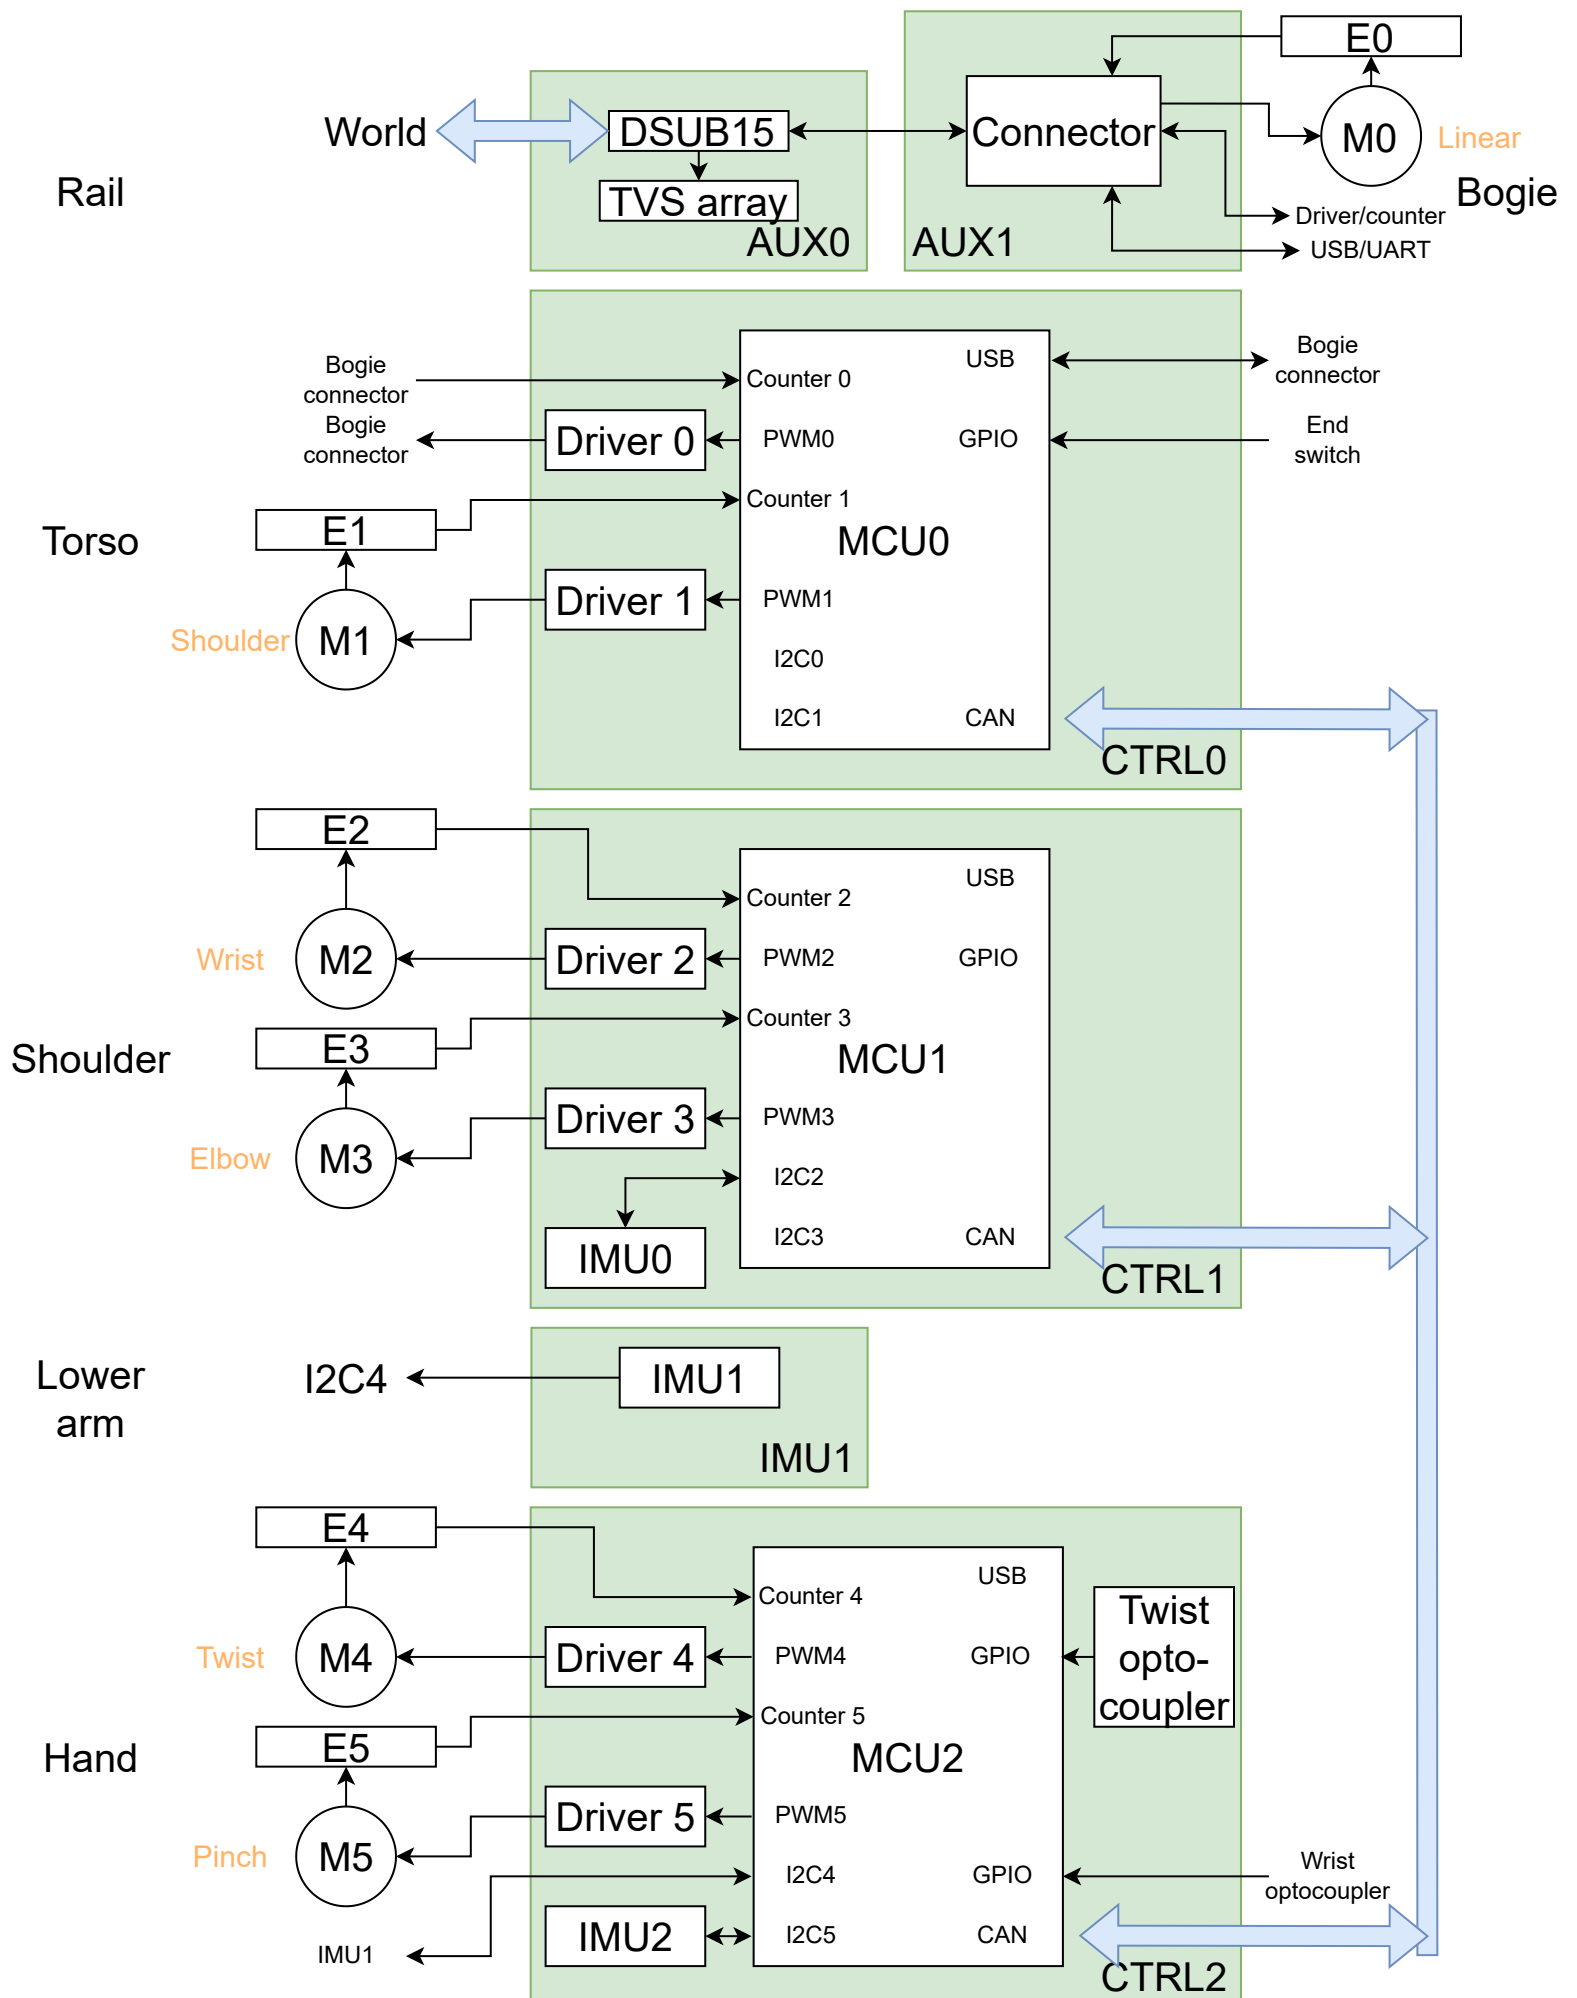 E0
World
DSUB15
Connector
M0
Linear
Rail
TVS array
Bogie
AUX0
AUX1
Driver/counter
USB/UART
Bogie
connector
Counter 0
USB
Bogie
connector
Bogie
connector
Driver 0
PWM0
GPIO
End
switch
Counter 1
E1
Torso
MCU0
Driver 1
PWM1
Shoulder
M1
I2C0
I2C1
CAN
CTRL0
E2
USB
Counter 2
Wrist
M2
Driver 2
PWM2
GPIO
Counter 3
E3
Shoulder
MCU1
Driver 3
PWM3
Elbow
M3
I2C2
IMU0
I2C3
CAN
CTRL1
Lower
arm
I2C4
IMU1
IMU1
E4
USB
Counter 4
Twist
opto-
coupler
Twist
M4
Driver 4
PWM4
GPIO
Counter 5
E5
Hand
MCU2
Driver 5
PWM5
Pinch
M5
I2C4
GPIO
Wrist
optocoupler
IMU2
I2C5
CAN
IMU1
CTRL2